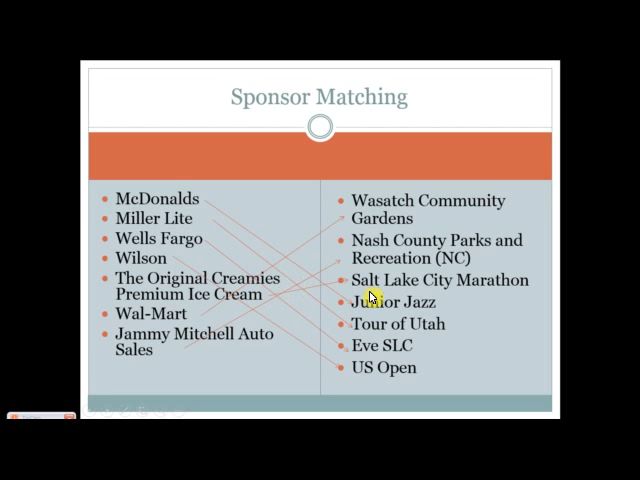 Sponsor Matching
McDonalds
Miller Lite
Wells Fargo
Wilson
The Original Creamies
Premium Ice Cream
Wal-Mart
Jammy Mitchell Auto
Sales
Wasatch Community
Gardens
Nash County Parks and
Recreation (NC)
Salt Lake City Marathon
Junior Jazz
Tour of Utah
Eve SLC
US Open